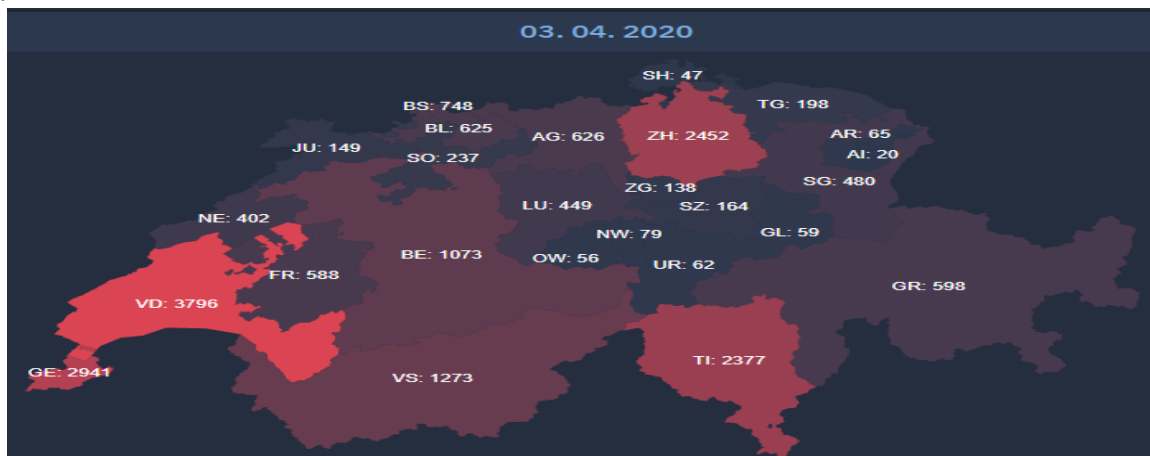 03. 04. 2020
SH: 47
BS: 748
TG: 198
BL: 625
AG: 626
ZH: 2452
AR: 65
JU: 149
SO: 237
AI: 20
ZG: 138
SG: 480
LU: 449
SZ: 164
NE: 402
NW: 79
GL: 59
BE: 1073
OW: 56
UR: 62
FR: 588
GR: 598
VD: 3796
TI: 2377
GE: 2941
VS: 1273